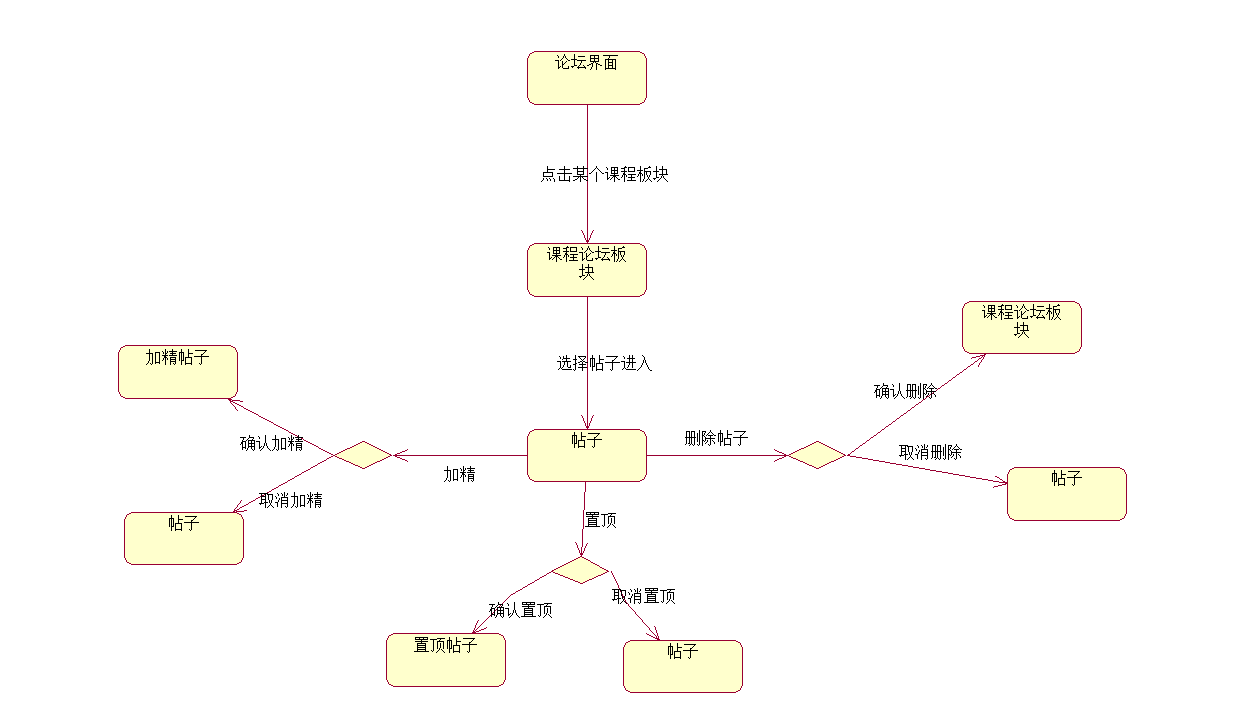 论坛界面
点击某个课程板块
课程论坛板
块
选择帖子进入
课程论坛板
块
加精帖子
确认删除
确认加精
帖子
删除帖子
取消删除
加精
帖子
取消加精
帖子
置顶
确认置顶
取消置顶
置顶帖子
帖子